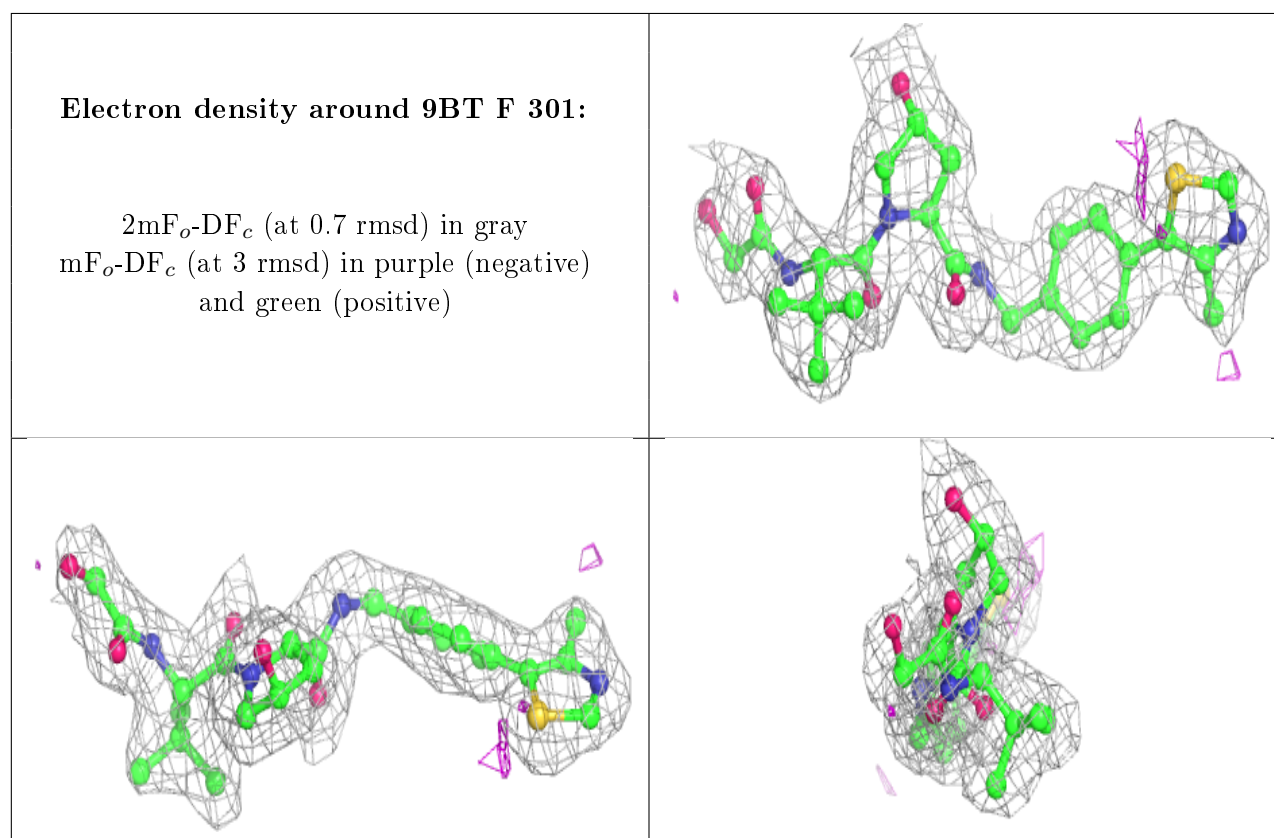 Electron density around 9BT F 301:
2mFo-DFc (at 0.7 rmsd) in gray
mFo-DFc (at 3 rmsd) in purple (negative)
and green (positive)